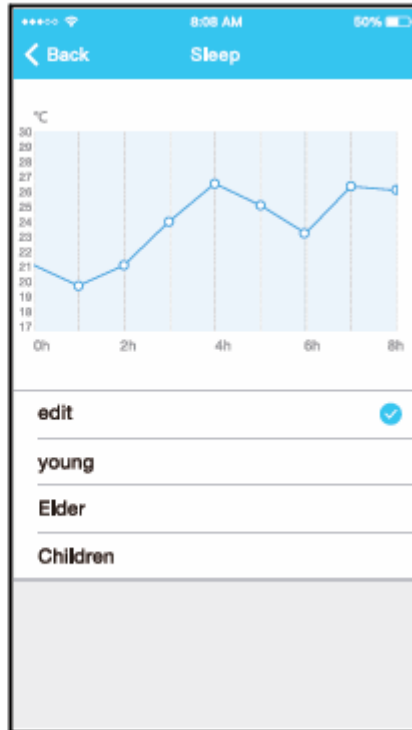 8:08 AM 50%
Back Sleep
°C
30
29
28
27
26
25
24
23
22
21
20
19
18
17
0h 2h 4h 6h 8h
edit
young
Elder
Children